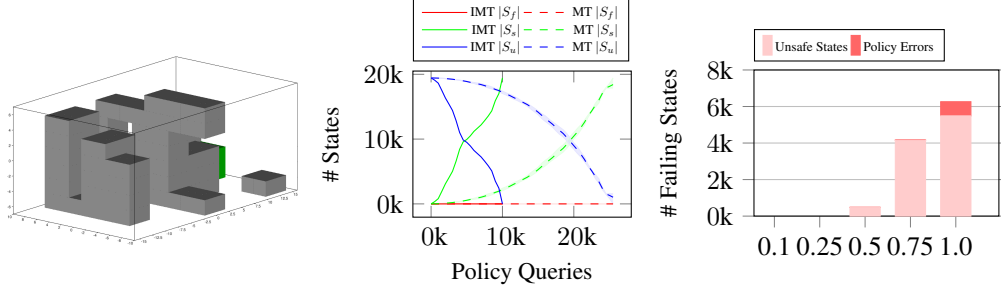 IMT |S_f| MT |S_f|
IMT |S_s| MT |S_s|
IMT |S_u| MT |S_u|
20k
10k
0k
# States
0k 10k 20k
Policy Queries
Unsafe States Policy Errors
8k
6k
4k
2k
0k
# Failing States
0.1 0.25 0.5 0.75 1.0